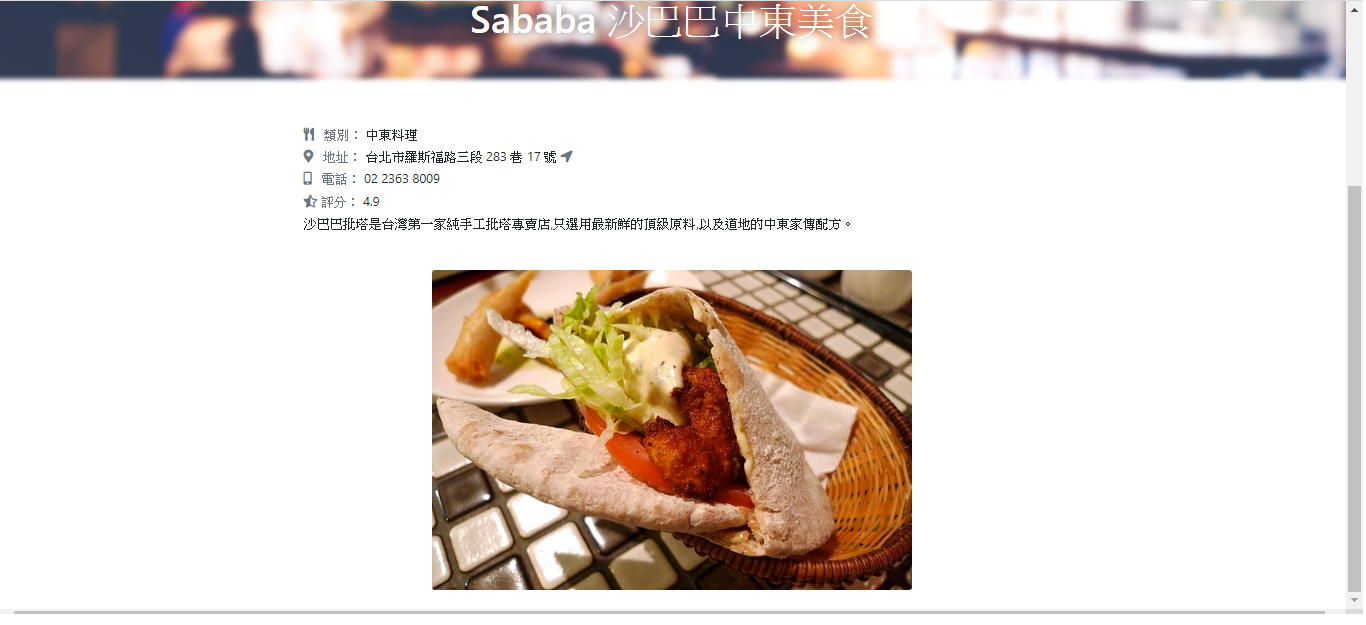 Sababa 沙巴巴中東美食
類別： 中東料理
地址： 台北市羅斯福路三段 283 巷 17 號
電話： 02 2363 8009
評分： 4.9
沙巴巴批塔是台灣第一家純手工批塔專賣店,只選用最新鮮的頂級原料,以及道地的中東家傳配方。